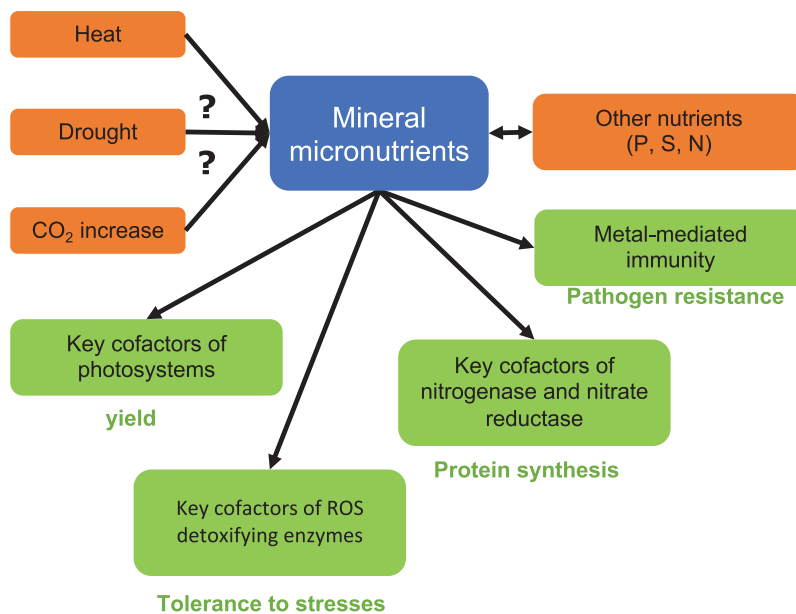 Heat
?
Drought
?
CO₂ increase
Mineral
micronutrients
Other nutrients
(P, S, N)
Metal-mediated
immunity
Pathogen resistance
Key cofactors of
photosystems
yield
Key cofactors of
nitrogenase and nitrate
reductase
Protein synthesis
Key cofactors of ROS
detoxifying enzymes
Tolerance to stresses